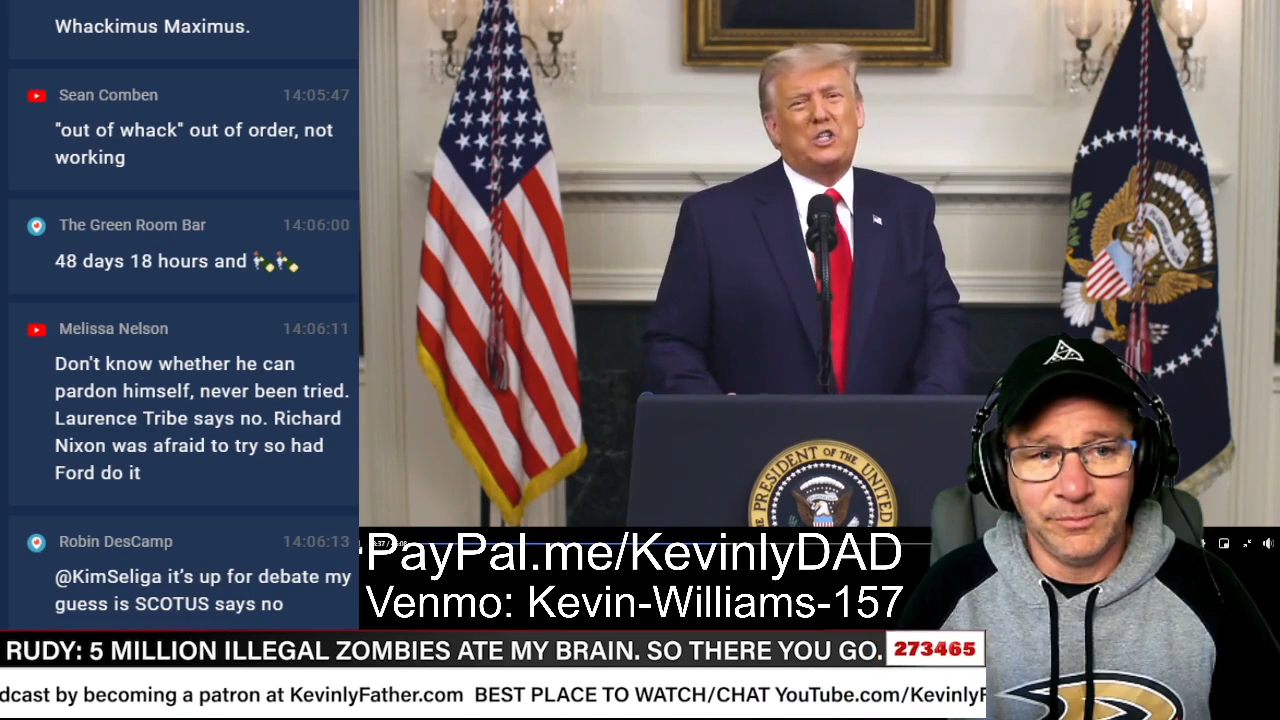 Whackimus Maximus.
Sean Comben 14:05:47
"out of whack" out of order, not
working
The Green Room Bar 14:06:00
48 days 18 hours and 🍾🍾
Melissa Nelson 14:06:11
Don't know whether he can
pardon himself, never been tried.
Laurence Tribe says no. Richard
Nixon was afraid to try so had
Ford do it
Robin DesCamp 14:06:13
@KimSeliga it’s up for debate my
guess is SCOTUS says no
PRESIDENT OF THE UNITED
PayPal.me/KevinlyDAD
Venmo: Kevin-Williams-157
RUDY: 5 MILLION ILLEGAL ZOMBIES ATE MY BRAIN. SO THERE YOU GO. 273465
dcast by becoming a patron at KevinlyFather.com BEST PLACE TO WATCH/CHAT YouTube.com/KevinlyF